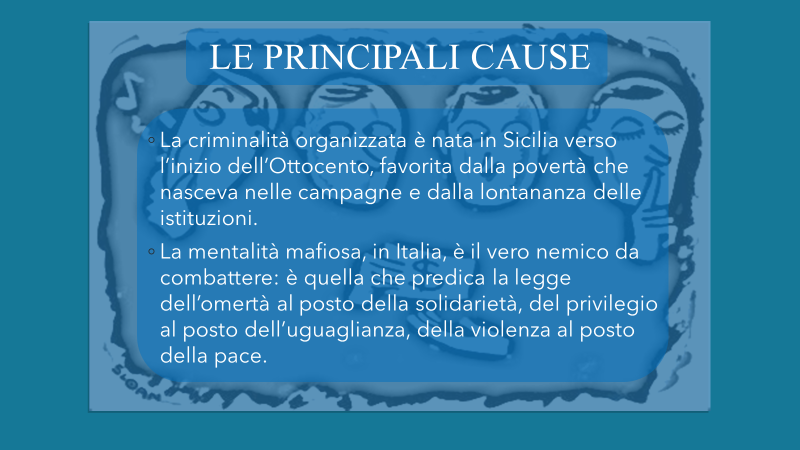 LE PRINCIPALI CAUSE
◦ La criminalità organizzata è nata in Sicilia verso
l’inizio dell’Ottocento, favorita dalla povertà che
nasceva nelle campagne e dalla lontananza delle
istituzioni.
◦ La mentalità mafiosa, in Italia, è il vero nemico da
combattere: è quella che predica la legge
dell’omertà al posto della solidarietà, del privilegio
al posto dell’uguaglianza, della violenza al posto
della pace.
SLOAN